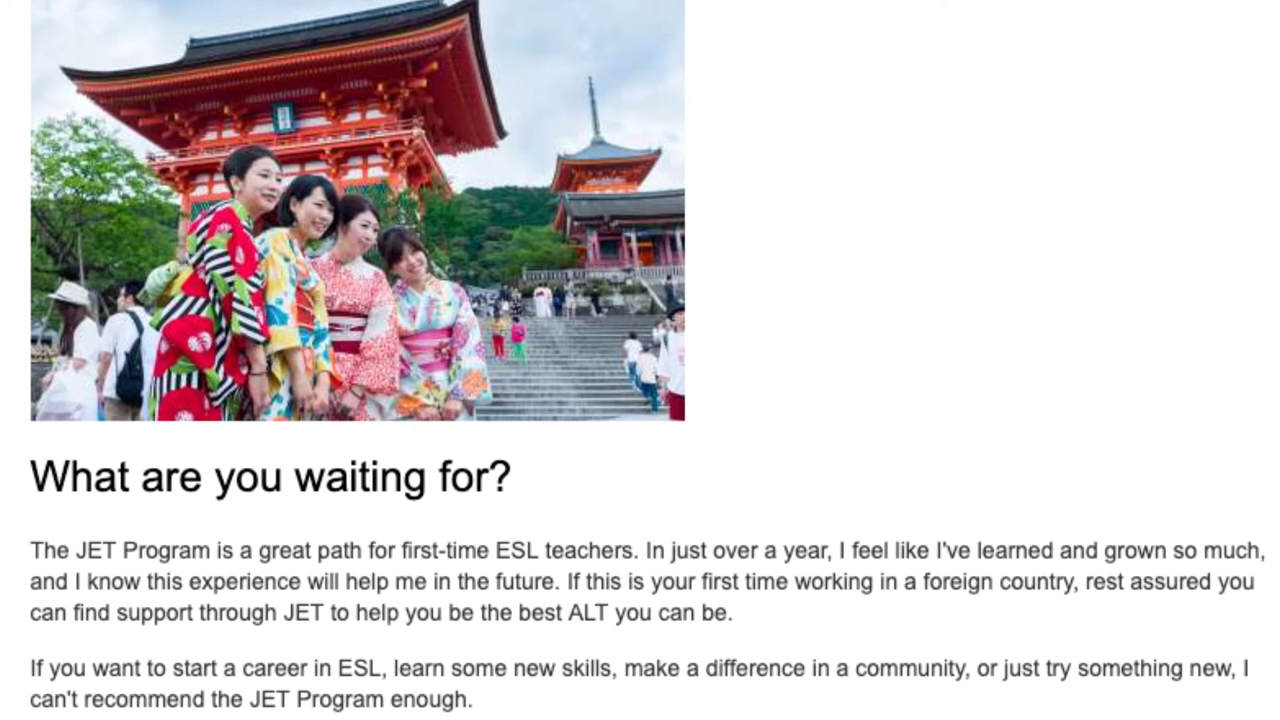 What are you waiting for?
The JET Program is a great path for first-time ESL teachers. In just over a year, I feel like I've learned and grown so much,
and I know this experience will help me in the future. If this is your first time working in a foreign country, rest assured you
can find support through JET to help you be the best ALT you can be.
If you want to start a career in ESL, learn some new skills, make a difference in a community, or just try something new, I
can't recommend the JET Program enough.